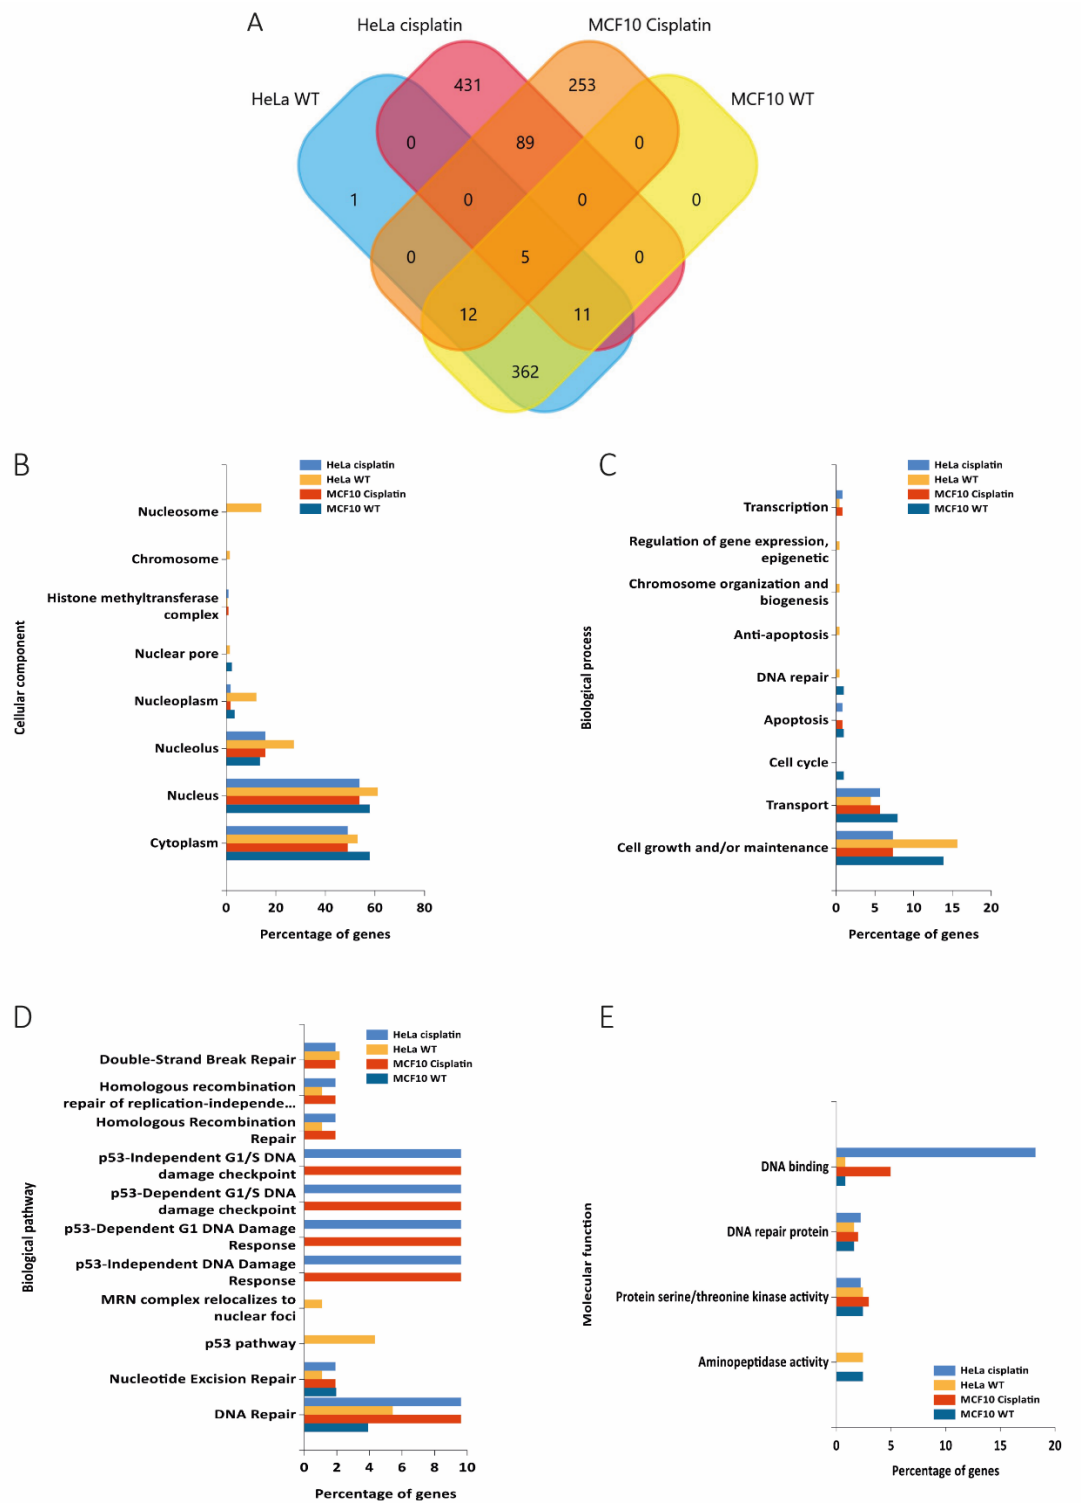 A
HeLa cisplatin
MCF10 Cisplatin
HeLa WT
MCF10 WT
431
253
0
89
0
1
0
0
0
0
5
0
12
11
362
B
HeLa cisplatin
HeLa WT
MCF10 Cisplatin
MCF10 WT
Nucleosome
Chromosome
Histone methyltransferase
complex
Nuclear pore
Nucleoplasm
Nucleolus
Nucleus
Cytoplasm
Cellular component
0 20 40 60 80
Percentage of genes
C
HeLa cisplatin
HeLa WT
MCF10 Cisplatin
MCF10 WT
Transcription
Regulation of gene expression,
epigenetic
Chromosome organization and
biogenesis
Anti-apoptosis
DNA repair
Apoptosis
Cell cycle
Transport
Cell growth and/or maintenance
Biological process
0 5 10 15 20
Percentage of genes
D
HeLa cisplatin
HeLa WT
MCF10 Cisplatin
MCF10 WT
Double-Strand Break Repair
Homologous recombination
repair of replication-independe...
Homologous Recombination
Repair
p53-Independent G1/S DNA
damage checkpoint
p53-Dependent G1/S DNA
damage checkpoint
p53-Dependent G1 DNA Damage
Response
p53-Independent DNA Damage
Response
MRN complex relocalizes to
nuclear foci
p53 pathway
Nucleotide Excision Repair
DNA Repair
Biological pathway
0 2 4 6 8 10
Percentage of genes
E
DNA binding
DNA repair protein
Protein serine/threonine kinase activity
Aminopeptidase activity
Molecular function
HeLa cisplatin
HeLa WT
MCF10 Cisplatin
MCF10 WT
0 5 10 15 20
Percentage of genes